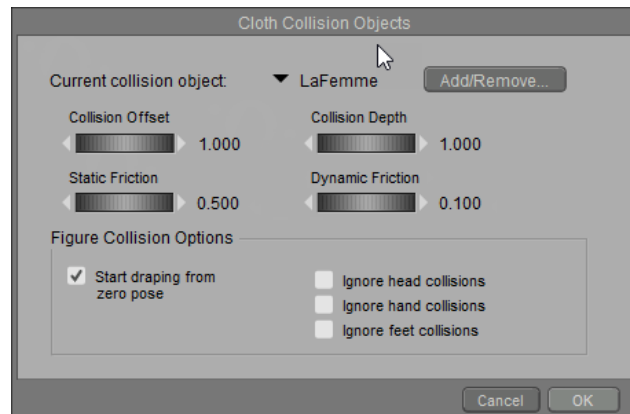 Cloth Collision Objects
Current collision object: LaFemme Add/Remove...
Collision Offset Collision Depth
1.000 1.000
Static Friction Dynamic Friction
0.500 0.100
Figure Collision Options
Start draping from
zero pose
Ignore head collisions
Ignore hand collisions
Ignore feet collisions
Cancel OK